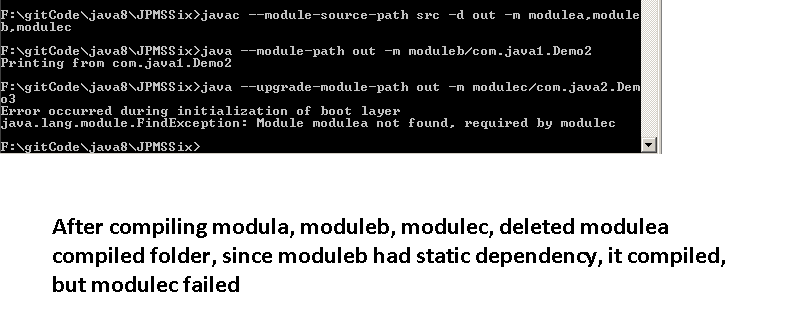 F:\gitCode\java8\JPMSSix>javac --module-source-path src -d out -m modulea,module
b,modulec
F:\gitCode\java8\JPMSSix>java --module-path out -m moduleb/com.java1.Demo2
Printing from com.java1.Demo2
F:\gitCode\java8\JPMSSix>java --upgrade-module-path out -m modulec/com.java2.Dem
o3
Error occurred during initialization of boot layer
java.lang.module.FindException: Module modulea not found, required by modulec
F:\gitCode\java8\JPMSSix>
After compiling modula, moduleb, modulec, deleted modulea
compiled folder, since moduleb had static dependency, it compiled,
but modulec failed